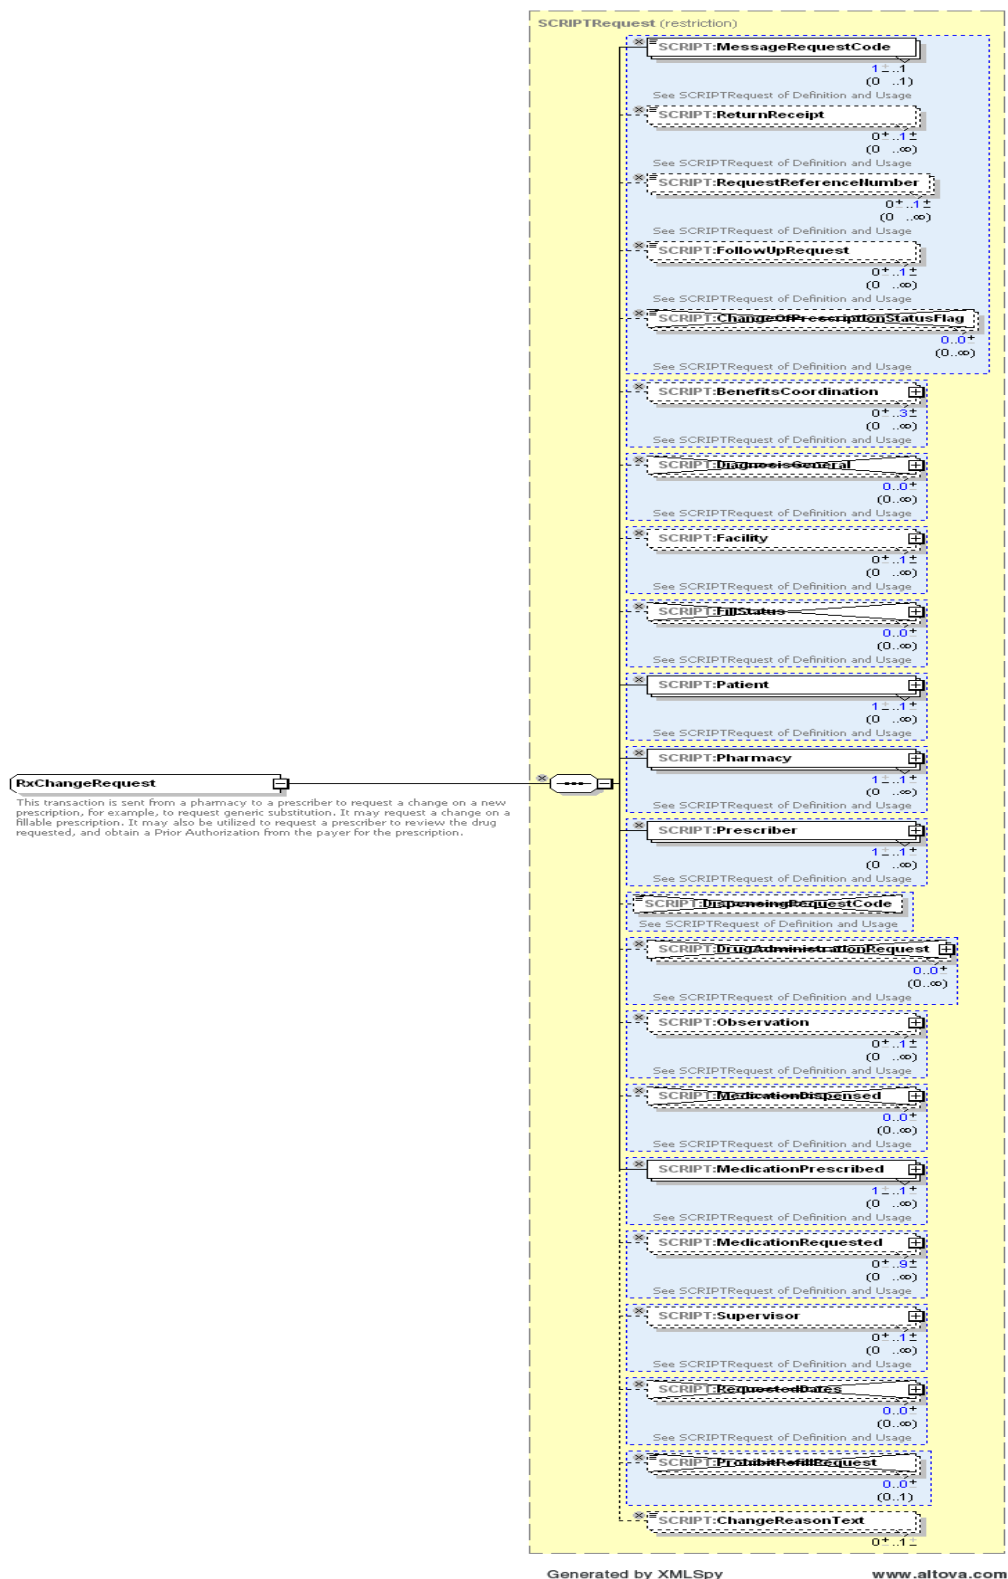 SCRIPTRequest (restriction)
SCRIPT:MessageRequestCode
1..1
(0 ..1)
See SCRIPTRequest of Definition and Usage
SCRIPT:ReturnReceipt
0..1
(0 ..∞)
See SCRIPTRequest of Definition and Usage
SCRIPT:RequestReferenceNumber
0..1
(0 ..∞)
See SCRIPTRequest of Definition and Usage
SCRIPT:FollowUpRequest
0..1
(0 ..∞)
See SCRIPTRequest of Definition and Usage
SCRIPT:ChangeOfPrescriptionStatusFlag
0..0
(0..∞)
See SCRIPTRequest of Definition and Usage
SCRIPT:BenefitsCoordination
0..3
(0 ..∞)
See SCRIPTRequest of Definition and Usage
SCRIPT:DiagnosisGeneral
0..0
(0..∞)
See SCRIPTRequest of Definition and Usage
SCRIPT:Facility
0..1
(0 ..∞)
See SCRIPTRequest of Definition and Usage
SCRIPT:FillStatus
0..0
(0..∞)
See SCRIPTRequest of Definition and Usage
SCRIPT:Patient
1..1
(0 ..∞)
See SCRIPTRequest of Definition and Usage
RxChangeRequest
This transaction is sent from a pharmacy to a prescriber to request a change on a new
prescription, for example, to request generic substitution. It may request a change on a
fillable prescription. It may also be utilized to request a prescriber to review the drug
requested, and obtain a Prior Authorization from the payer for the prescription.
SCRIPT:Pharmacy
1..1
(0 ..∞)
See SCRIPTRequest of Definition and Usage
SCRIPT:Prescriber
1..1
(0 ..∞)
See SCRIPTRequest of Definition and Usage
SCRIPT:DispensingRequestCode
See SCRIPTRequest of Definition and Usage
SCRIPT:DrugAdministrationRequest
0..0
(0..∞)
See SCRIPTRequest of Definition and Usage
SCRIPT:Observation
0..1
(0 ..∞)
See SCRIPTRequest of Definition and Usage
SCRIPT:MedicationDispensed
0..0
(0..∞)
See SCRIPTRequest of Definition and Usage
SCRIPT:MedicationPrescribed
1..1
(0 ..∞)
See SCRIPTRequest of Definition and Usage
SCRIPT:MedicationRequested
0..9
(0 ..∞)
See SCRIPTRequest of Definition and Usage
SCRIPT:Supervisor
0..1
(0 ..∞)
See SCRIPTRequest of Definition and Usage
SCRIPT:RequestedDates
0..0
(0..∞)
See SCRIPTRequest of Definition and Usage
SCRIPT:ProhibitRefillRequest
0..0
(0..1)
SCRIPT:ChangeReasonText
0..1
Generated by XMLSpy www.altova.com